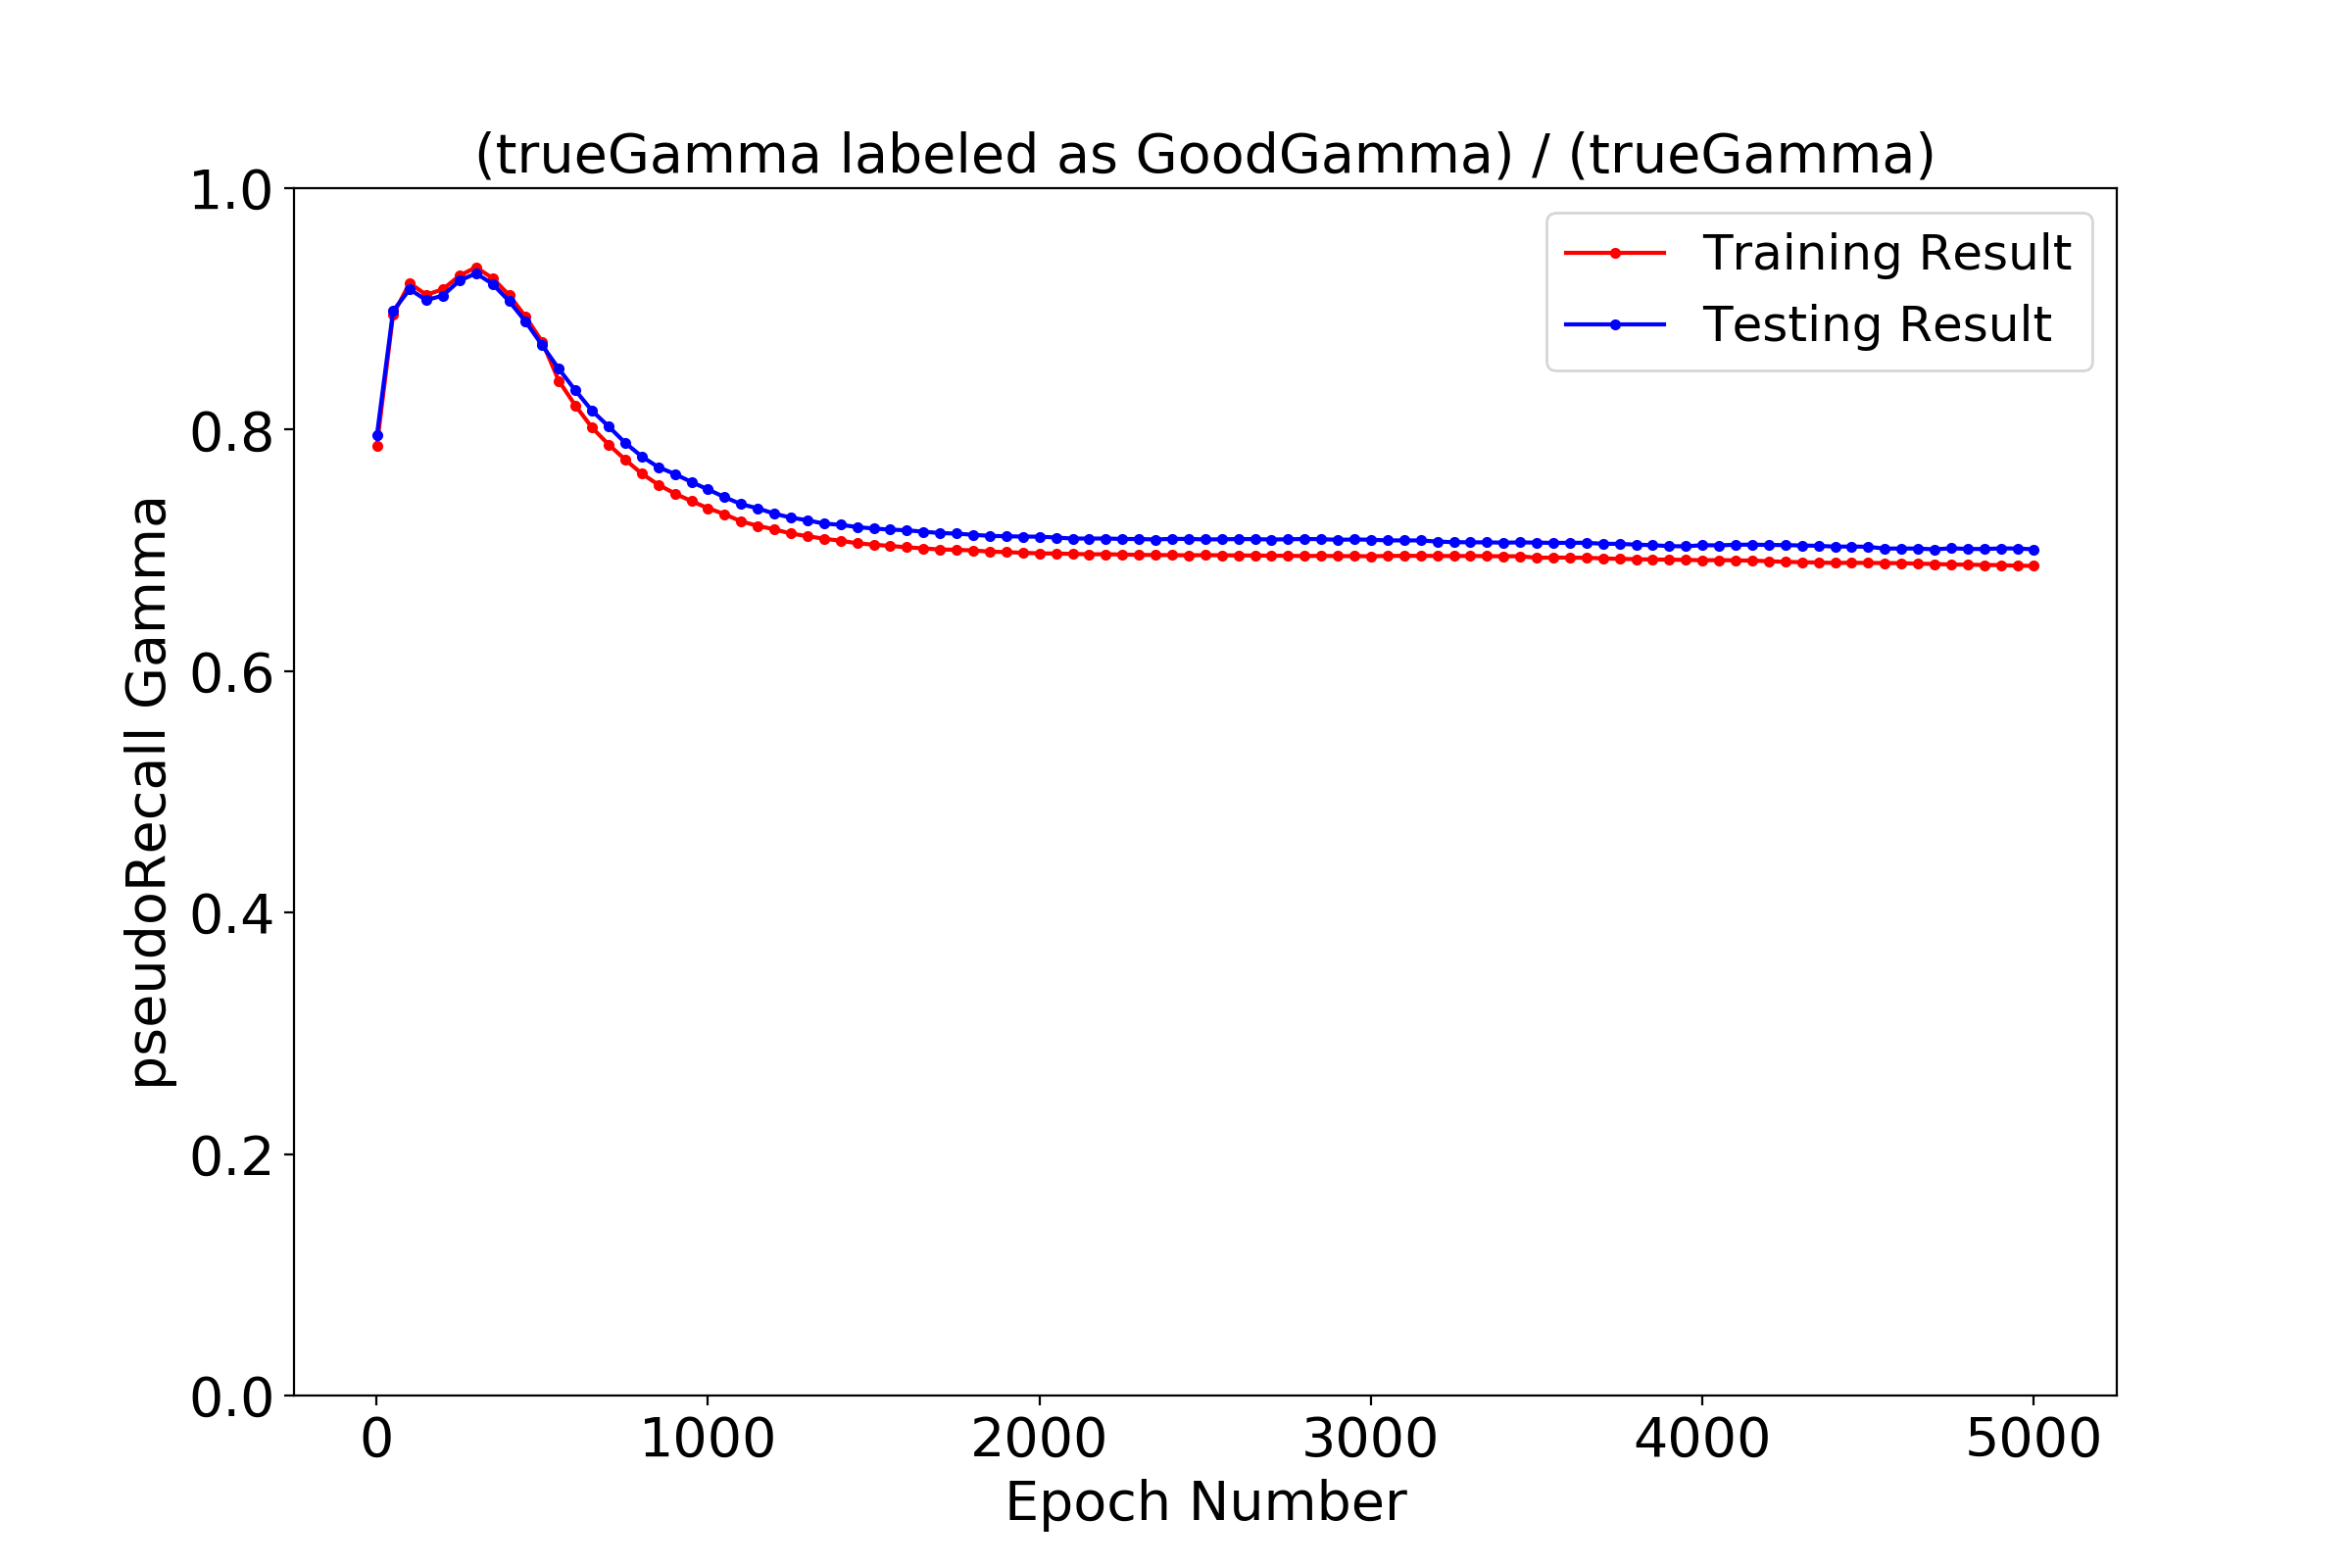 (trueGamma labeled as GoodGamma) / (trueGamma)
1.0
0.8
0.6
0.4
0.2
0.0
pseudoRecall Gamma
Training Result
Testing Result
0 1000 2000 3000 4000 5000
Epoch Number